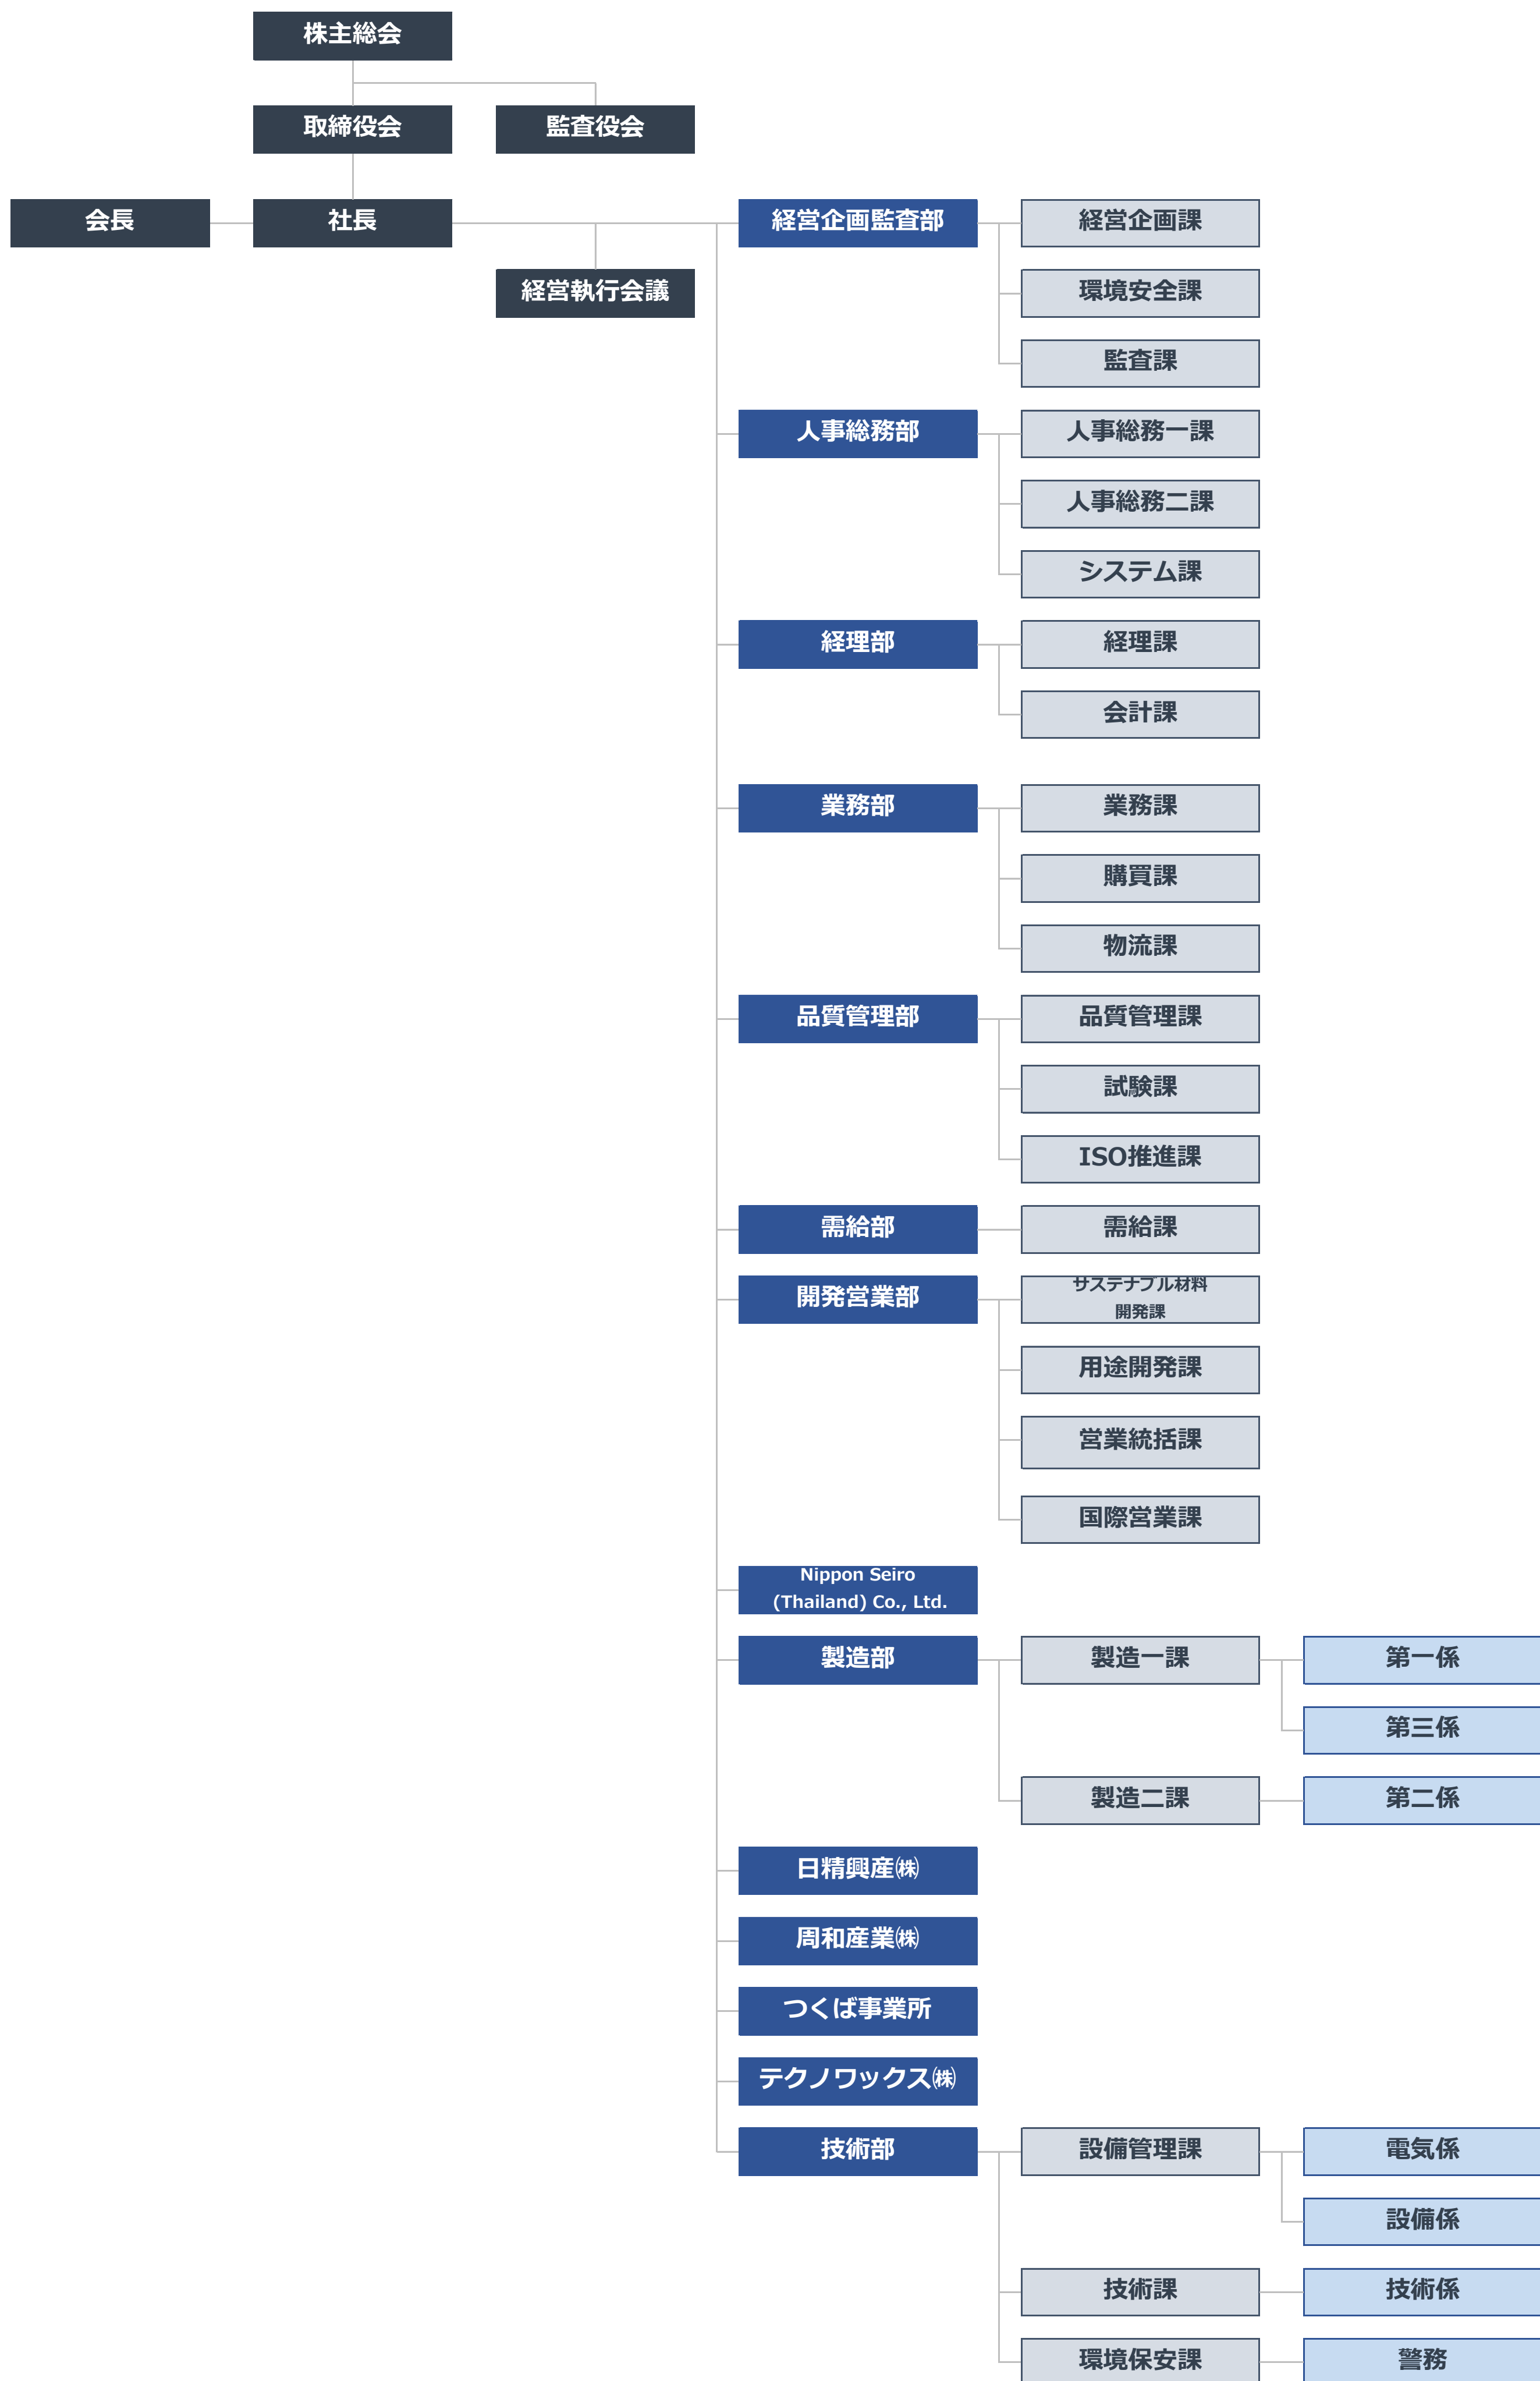 株主総会
取締役会
監査役会
会長
社長
経営企画監査部
経営企画課
経営執行会議
環境安全課
監査課
人事総務部
人事総務一課
人事総務二課
システム課
経理部
経理課
会計課
業務部
業務課
購買課
物流課
品質管理部
品質管理課
試験課
ISO推進課
需給部
需給課
開発営業部
サステナブル材料
開発課
用途開発課
営業統括課
国際営業課
Nippon Seiro
(Thailand) Co., Ltd.
製造部
製造一課
第一係
第三係
製造二課
第二係
日精興産㈱
周和産業㈱
つくば事業所
テクノワックス㈱
技術部
設備管理課
電気係
設備係
技術課
技術係
環境保安課
警務